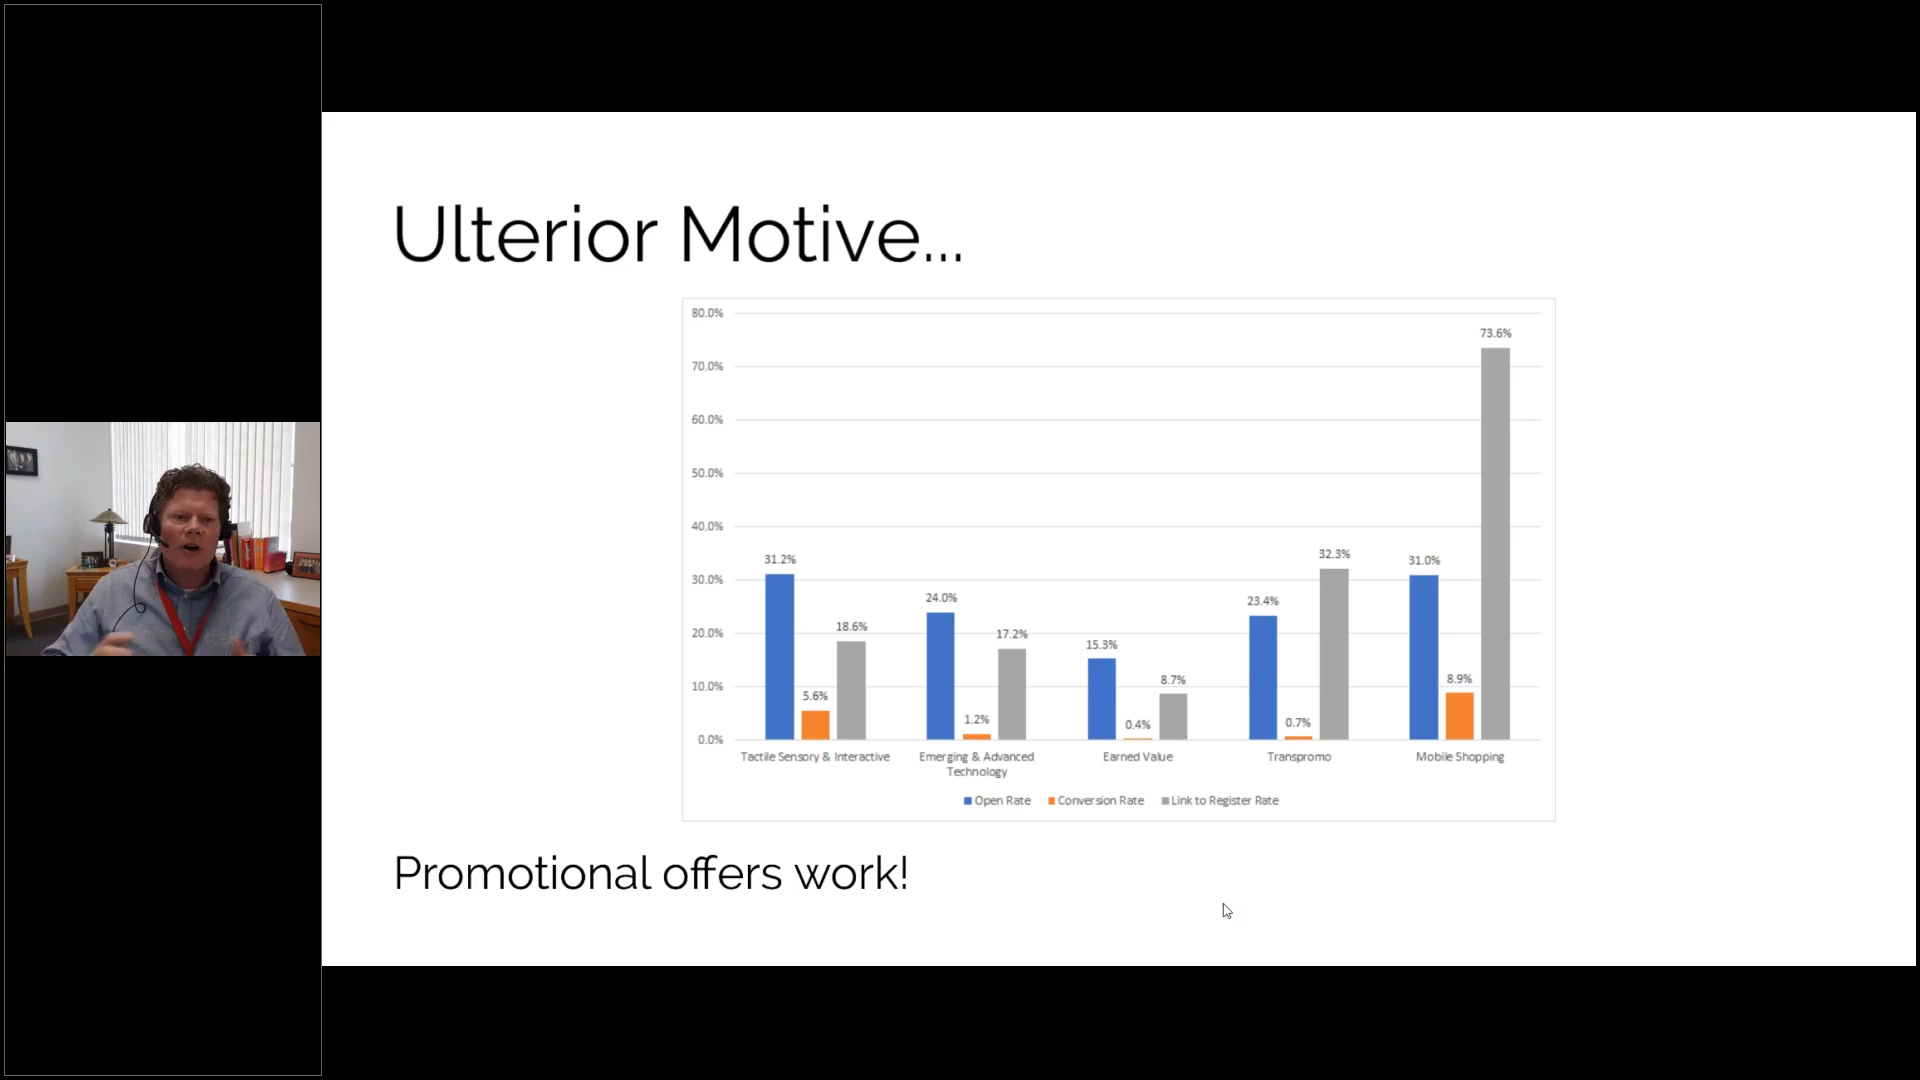 Ulterior Motive...
80.0%
70.0%
60.0%
50.0%
40.0%
30.0%
20.0%
10.0%
0.0%
31.2%
5.6%
18.6%
24.0%
1.2%
17.2%
15.3%
0.4%
8.7%
23.4%
0.7%
32.3%
31.0%
8.9%
73.6%
Tactile Sensory & Interactive
Emerging & Advanced
Technology
Earned Value
Transpromo
Mobile Shopping
Open Rate
Conversion Rate
Link to Register Rate
Promotional offers work!